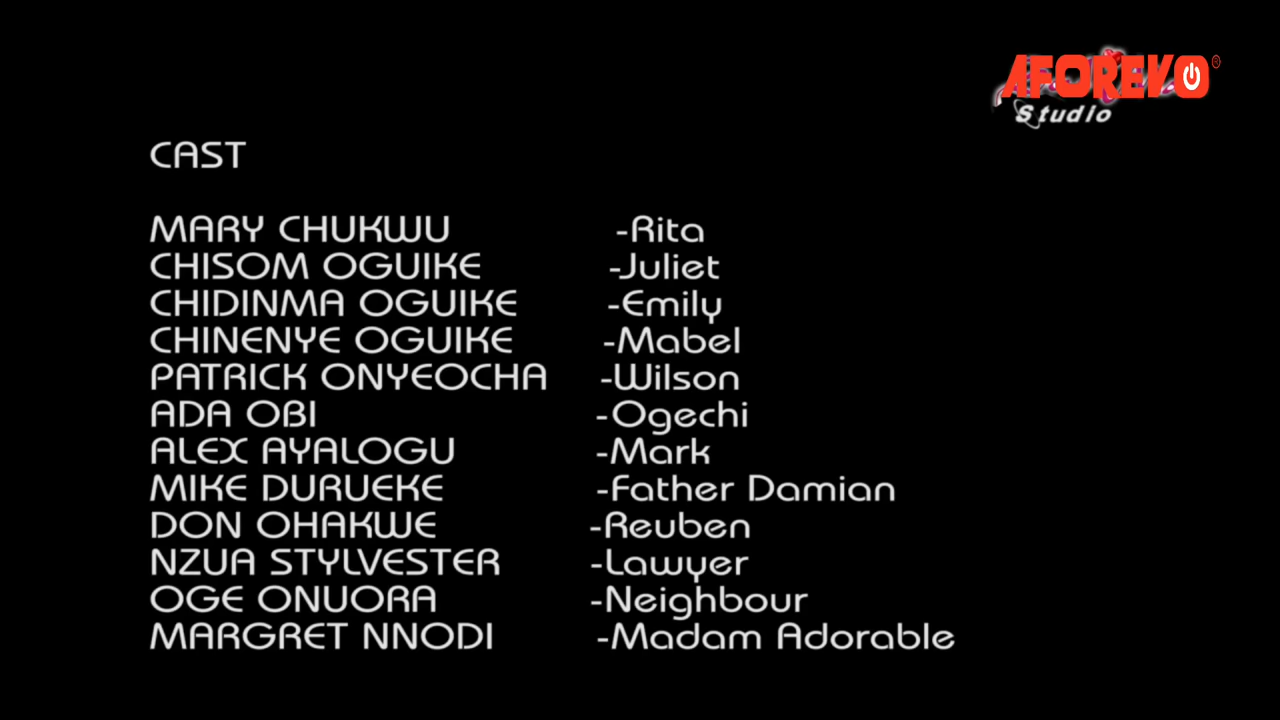 AFOREVO
Studio
CAST
MARY CHUKWU -Rita
CHISOM OGUIKE -Juliet
CHIDINMA OGUIKE -Emily
CHINENYE OGUIKE -Mabel
PATRICK ONYEOCHA -Wilson
ADA OBI -Ogechi
ALEX AYALOGU -Mark
MIKE DURUEKE -Father Damian
DON OHAKWE -Reuben
NZUA STYLVESTER -Lawyer
OGE ONUORA -Neighbour
MARGRET NNODI -Madam Adorable